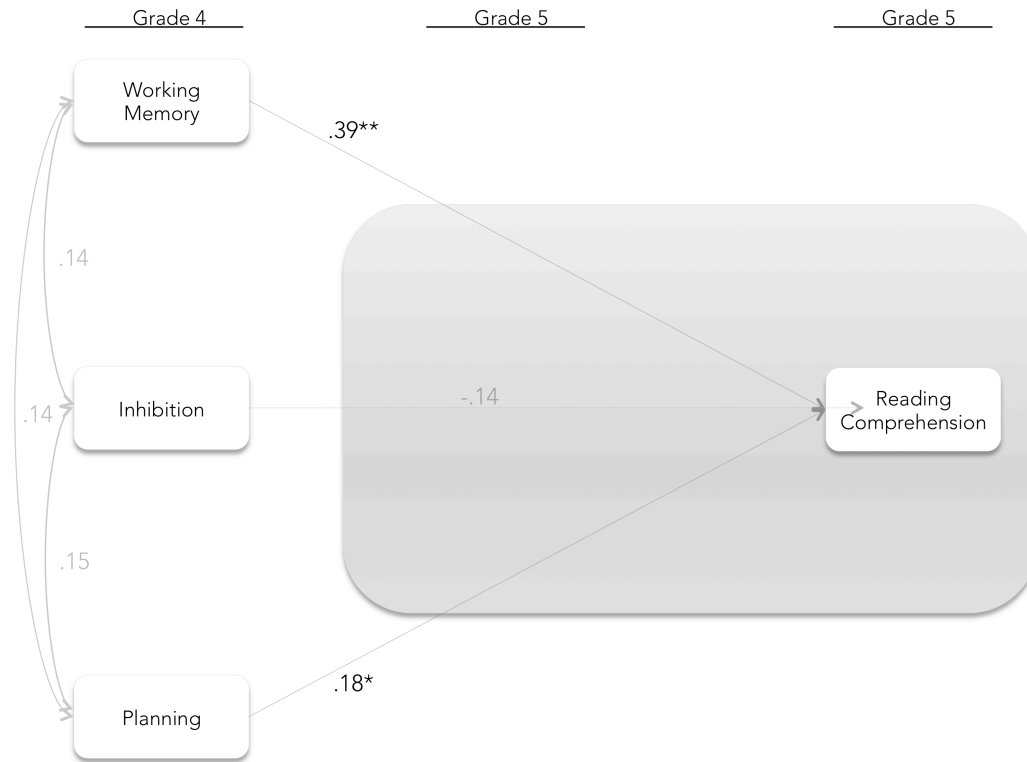 Grade 4
Grade 5
Grade 5
Working
Memory
.39**
.14
Inhibition
.14
-.14
Reading
Comprehension
.15
.18*
Planning